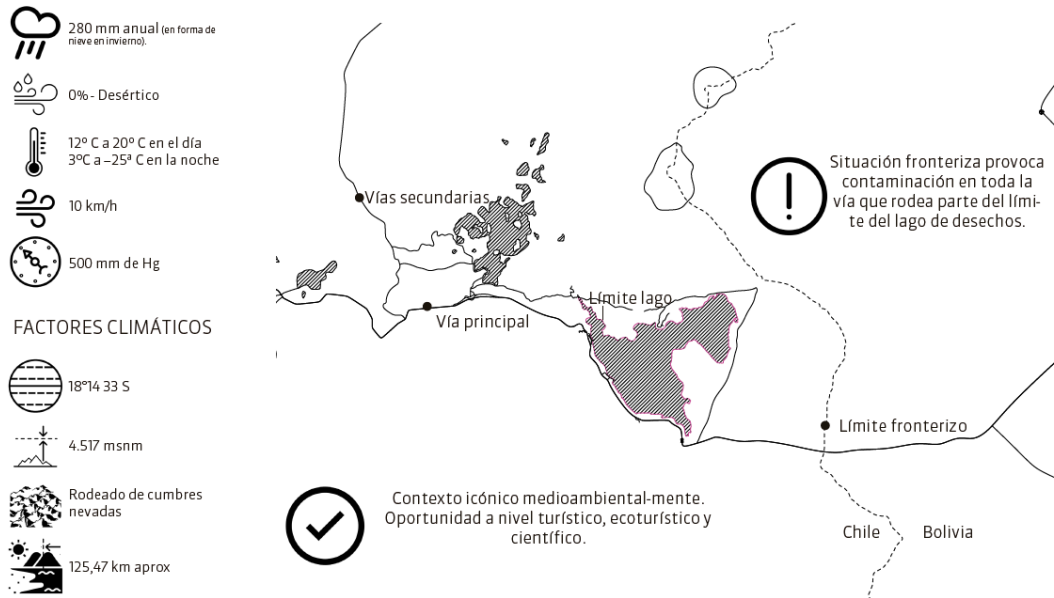 280 mm anual (en forma de
nieve en invierno).
0% - Desértico
12º C a 20º C en el día
3ºC a –25ª C en la noche
10 km/h
500 mm de Hg
FACTORES CLIMÁTICOS
18°14 33 S
4.517 msnm
Rodeado de cumbres
nevadas
125,47 km aprox
Vías secundarias
Situación fronteriza provoca
contaminación en toda la
vía que rodea parte del lími-
te del lago de desechos.
Límite lago
Vía principal
Límite fronterizo
Contexto icónico medioambiental-mente.
Oportunidad a nivel turístico, ecoturístico y
científico.
Chile
Bolivia